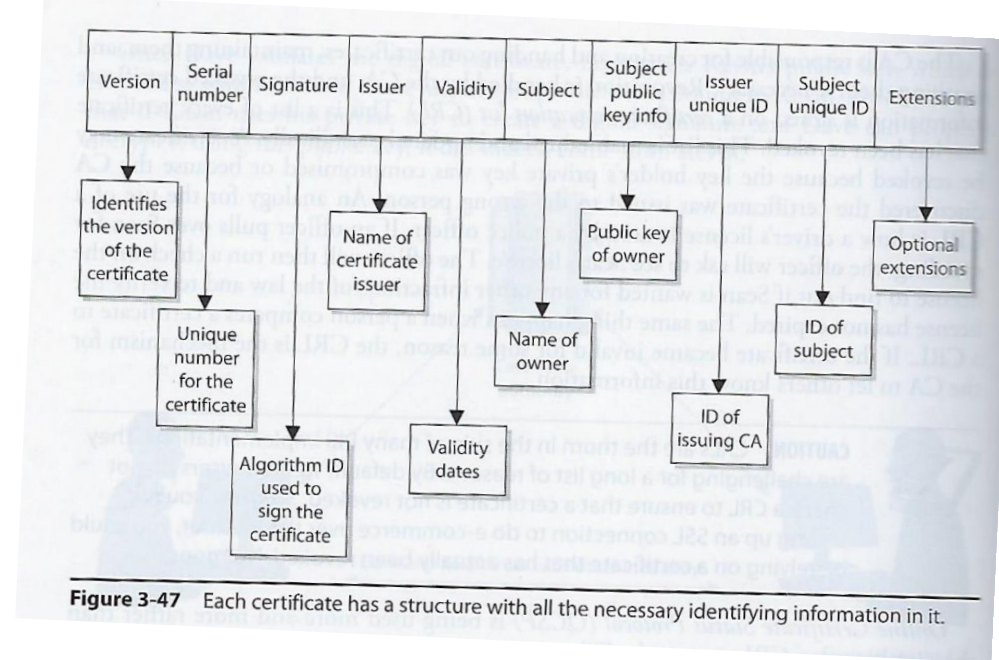 Version
Serial
number
Signature
Issuer
Validity
Subject
Subject
public
key info
Issuer
unique ID
Subject
unique ID
Extensions
Identifies
the version
of the
certificate
Unique
number
for the
certificate
Algorithm ID
used to
sign the
certificate
Name of
certificate
issuer
Validity
dates
Name of
owner
Public key
of owner
ID of
issuing CA
ID of
subject
Optional
extensions
Figure 3-47 Each certificate has a structure with all the necessary identifying information in it.